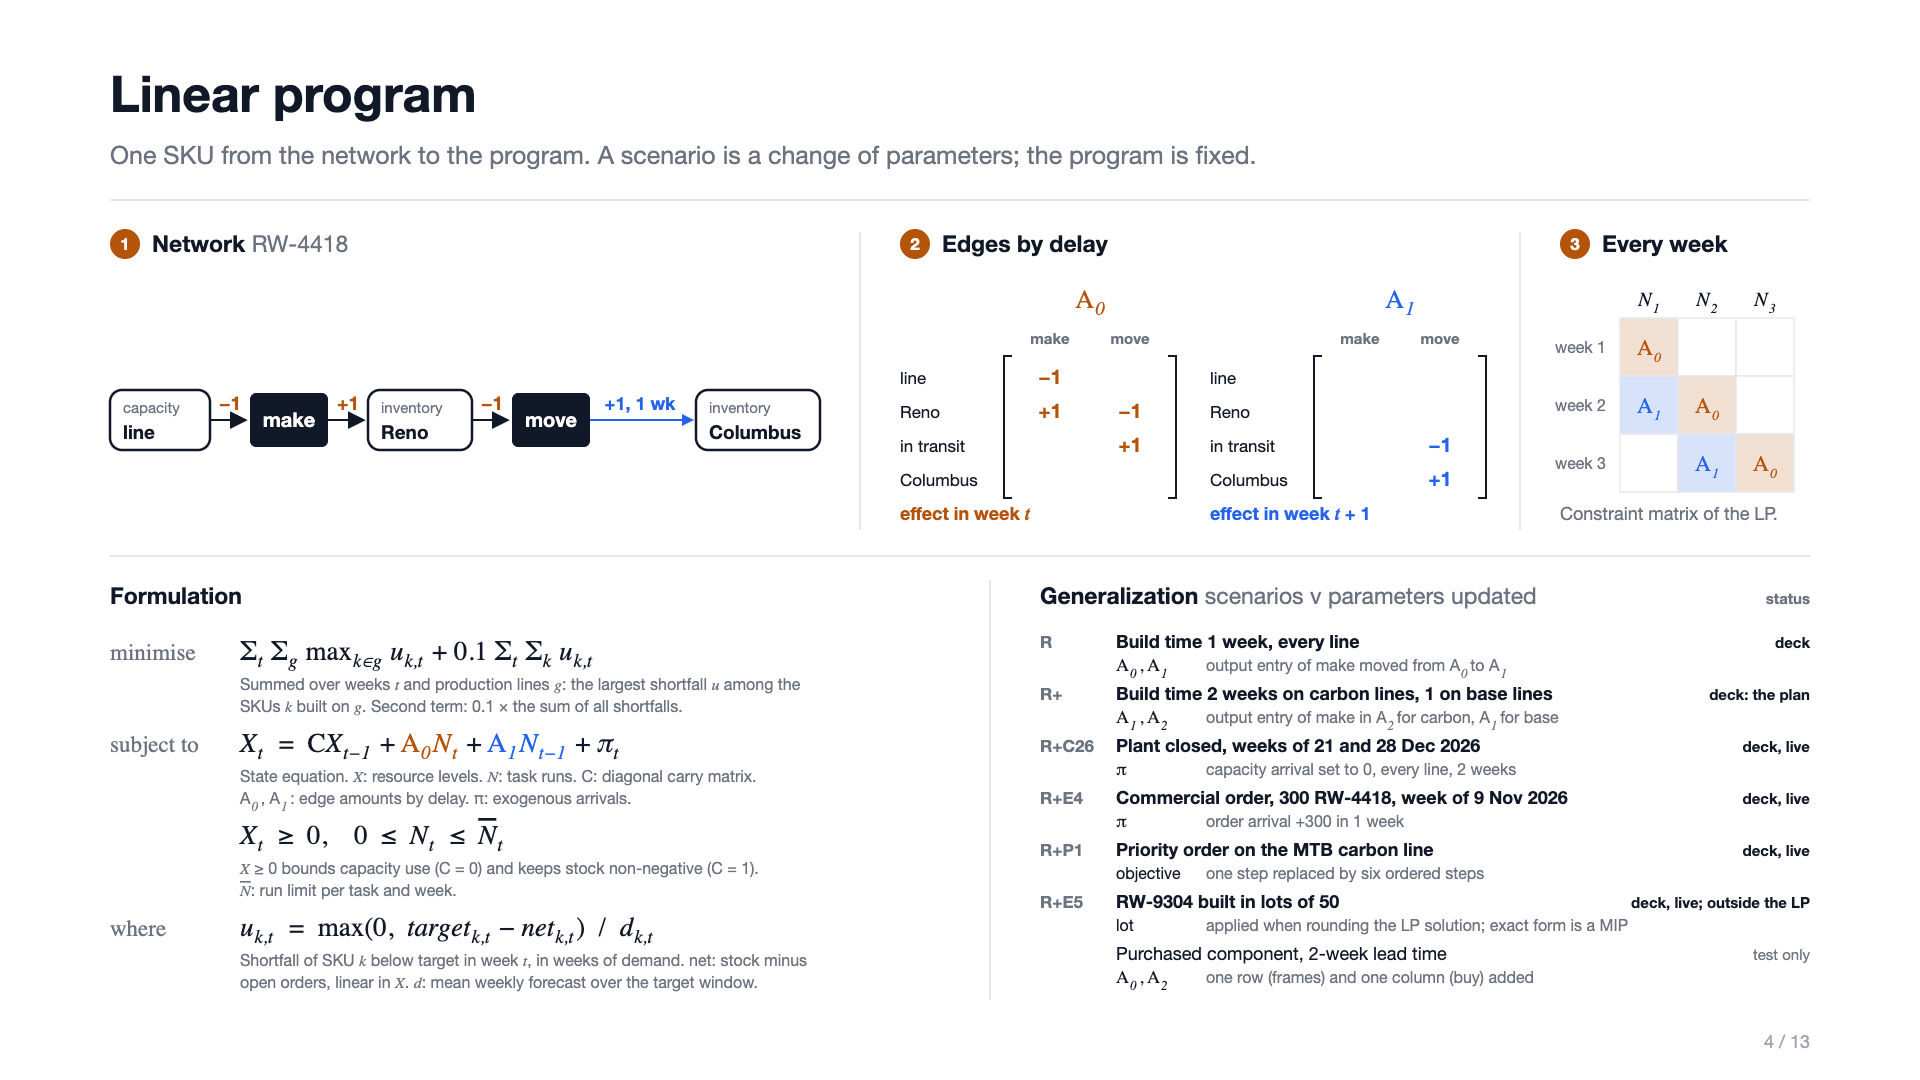 Linear program
One SKU from the network to the program. A scenario is a change of parameters; the program is fixed.
1 Network RW-4418
capacity
line
−1
make
+1
inventory
Reno
−1
move
+1, 1 wk
inventory
Columbus
2 Edges by delay
A0
make move
line −1
Reno +1 −1
in transit +1
Columbus
effect in week t
A1
make move
line
Reno
in transit −1
Columbus +1
effect in week t + 1
3 Every week
N1 N2 N3
week 1 A0
week 2 A1 A0
week 3 A1 A0
Constraint matrix of the LP.
Formulation
minimise Σt Σg max k∈g uk,t + 0.1 Σt Σk uk,t
Summed over weeks t and production lines g: the largest shortfall u among the
SKUs k built on g. Second term: 0.1 × the sum of all shortfalls.
subject to Xt = CXt−1 + A0Nt + A1Nt−1 + πt
State equation. X: resource levels. N: task runs. C: diagonal carry matrix.
A0, A1: edge amounts by delay. π: exogenous arrivals.
Xt ≥ 0, 0 ≤ Nt ≤ N̅t
X ≥ 0 bounds capacity use (C = 0) and keeps stock non-negative (C = 1).
N̅: run limit per task and week.
where uk,t = max(0, targetk,t − netk,t) / dk,t
Shortfall of SKU k below target in week t, in weeks of demand. net: stock minus
open orders, linear in X. d: mean weekly forecast over the target window.
Generalization scenarios v parameters updated status
R Build time 1 week, every line deck
A0, A1 output entry of make moved from A0 to A1
R+ Build time 2 weeks on carbon lines, 1 on base lines deck: the plan
A1, A2 output entry of make in A2 for carbon, A1 for base
R+C26 Plant closed, weeks of 21 and 28 Dec 2026 deck, live
π capacity arrival set to 0, every line, 2 weeks
R+E4 Commercial order, 300 RW-4418, week of 9 Nov 2026 deck, live
π order arrival +300 in 1 week
R+P1 Priority order on the MTB carbon line deck, live
objective one step replaced by six ordered steps
R+E5 RW-9304 built in lots of 50 deck, live; outside the LP
lot applied when rounding the LP solution; exact form is a MIP
Purchased component, 2-week lead time test only
A0, A2 one row (frames) and one column (buy) added
4 / 13